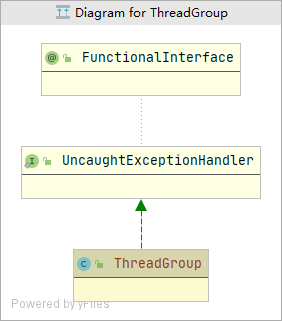 Diagram for ThreadGroup
@ FunctionalInterface
I UncaughtExceptionHandler
C ThreadGroup
Powered by yFiles